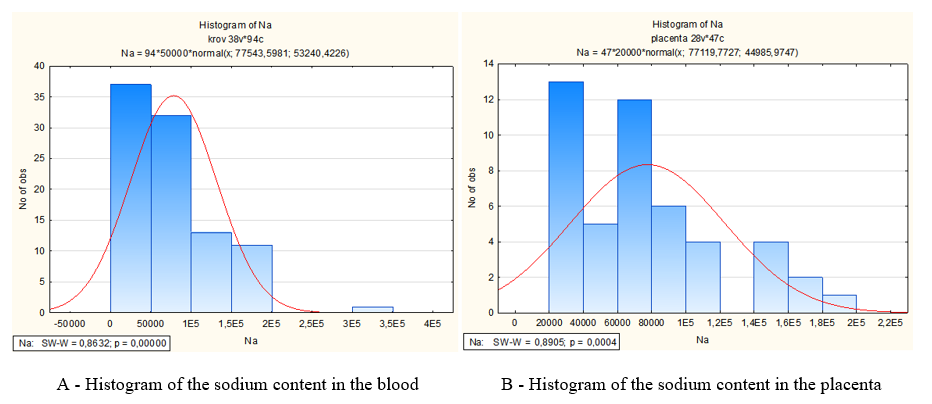 Histogram of Na
krov 38v*94c
Na = 94*50000*normal(x; 77543,5981; 53240,4226)
40
35
30
25
20
15
10
5
0
No of obs
-50000 0 50000 1E5 1,5E5 2E5 2,5E5 3E5 3,5E5 4E5
Na
Na: SW-W = 0,8632; p = 0,00000
Histogram of Na
placenta 28v*47c
Na = 47*20000*normal(x; 77119,7727; 44985,9747)
14
12
10
8
6
4
2
0
No of obs
0 20000 40000 60000 80000 1E5 1,2E5 1,4E5 1,6E5 1,8E5 2E5 2,2E5
Na
Na: SW-W = 0,8905; p = 0,0004
A - Histogram of the sodium content in the blood
B - Histogram of the sodium content in the placenta